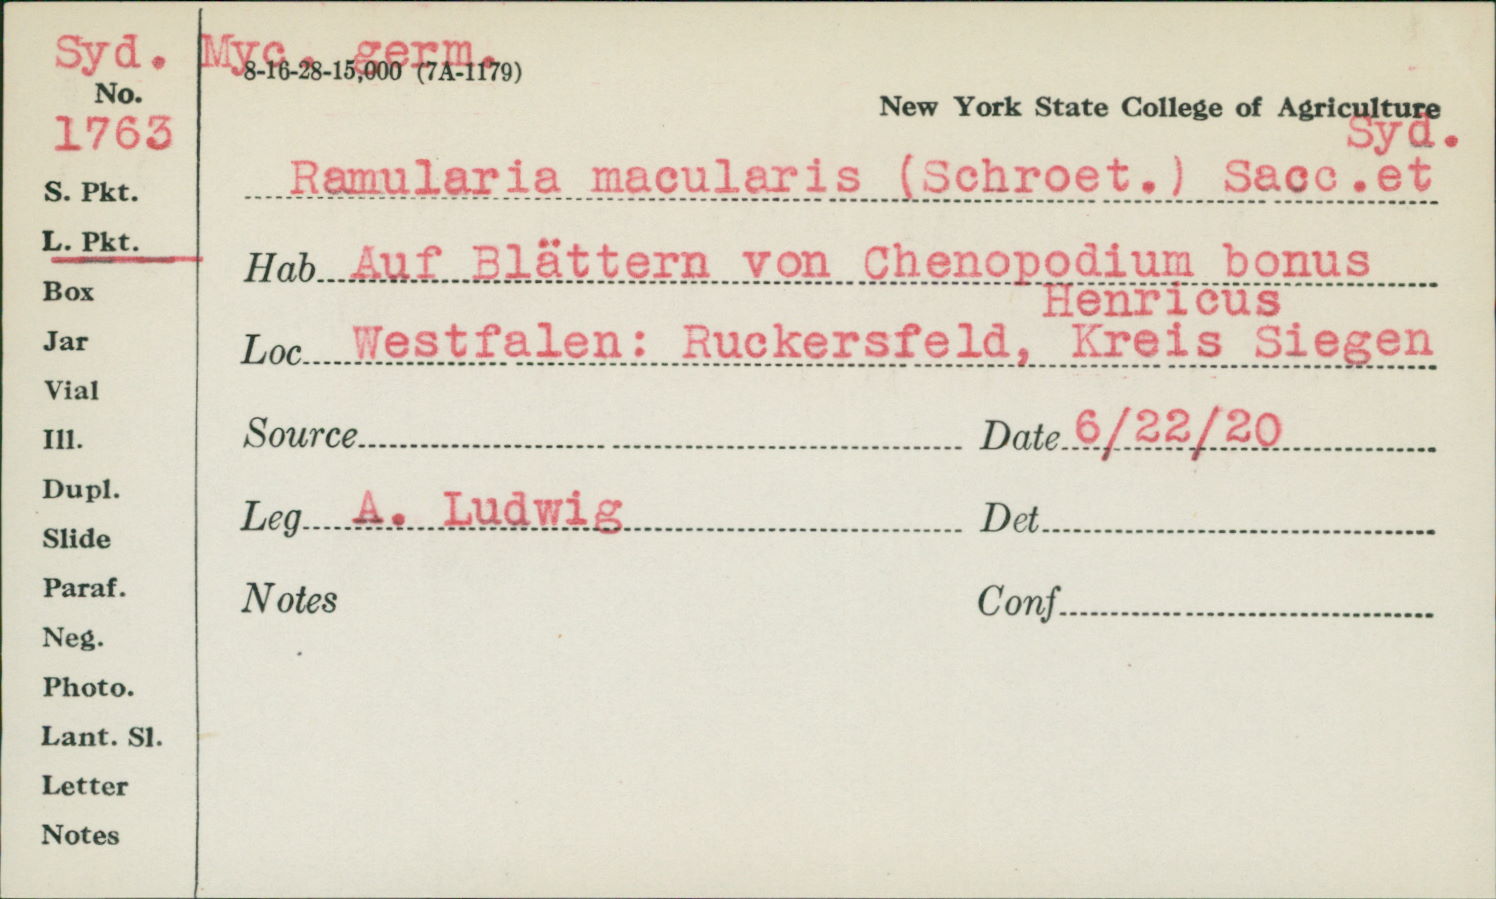 Syd. Myc. germ.
8-16-28-15,000 (7A-1179)
No.
1763
New York State College of Agriculture
Syd.
Ramularia macularis (Schroet.) Sacc.et
S. Pkt.
L. Pkt.
Hab Auf Blättern von Chenopodium bonus
Henricus
Box
Jar
Loc Westfalen: Ruckersfeld, Kreis Siegen
Vial
Ill.
Source Date 6/22/20
Dupl.
Leg A. Ludwig Det
Slide
Paraf.
Notes Conf
Neg.
Photo.
Lant. Sl.
Letter
Notes